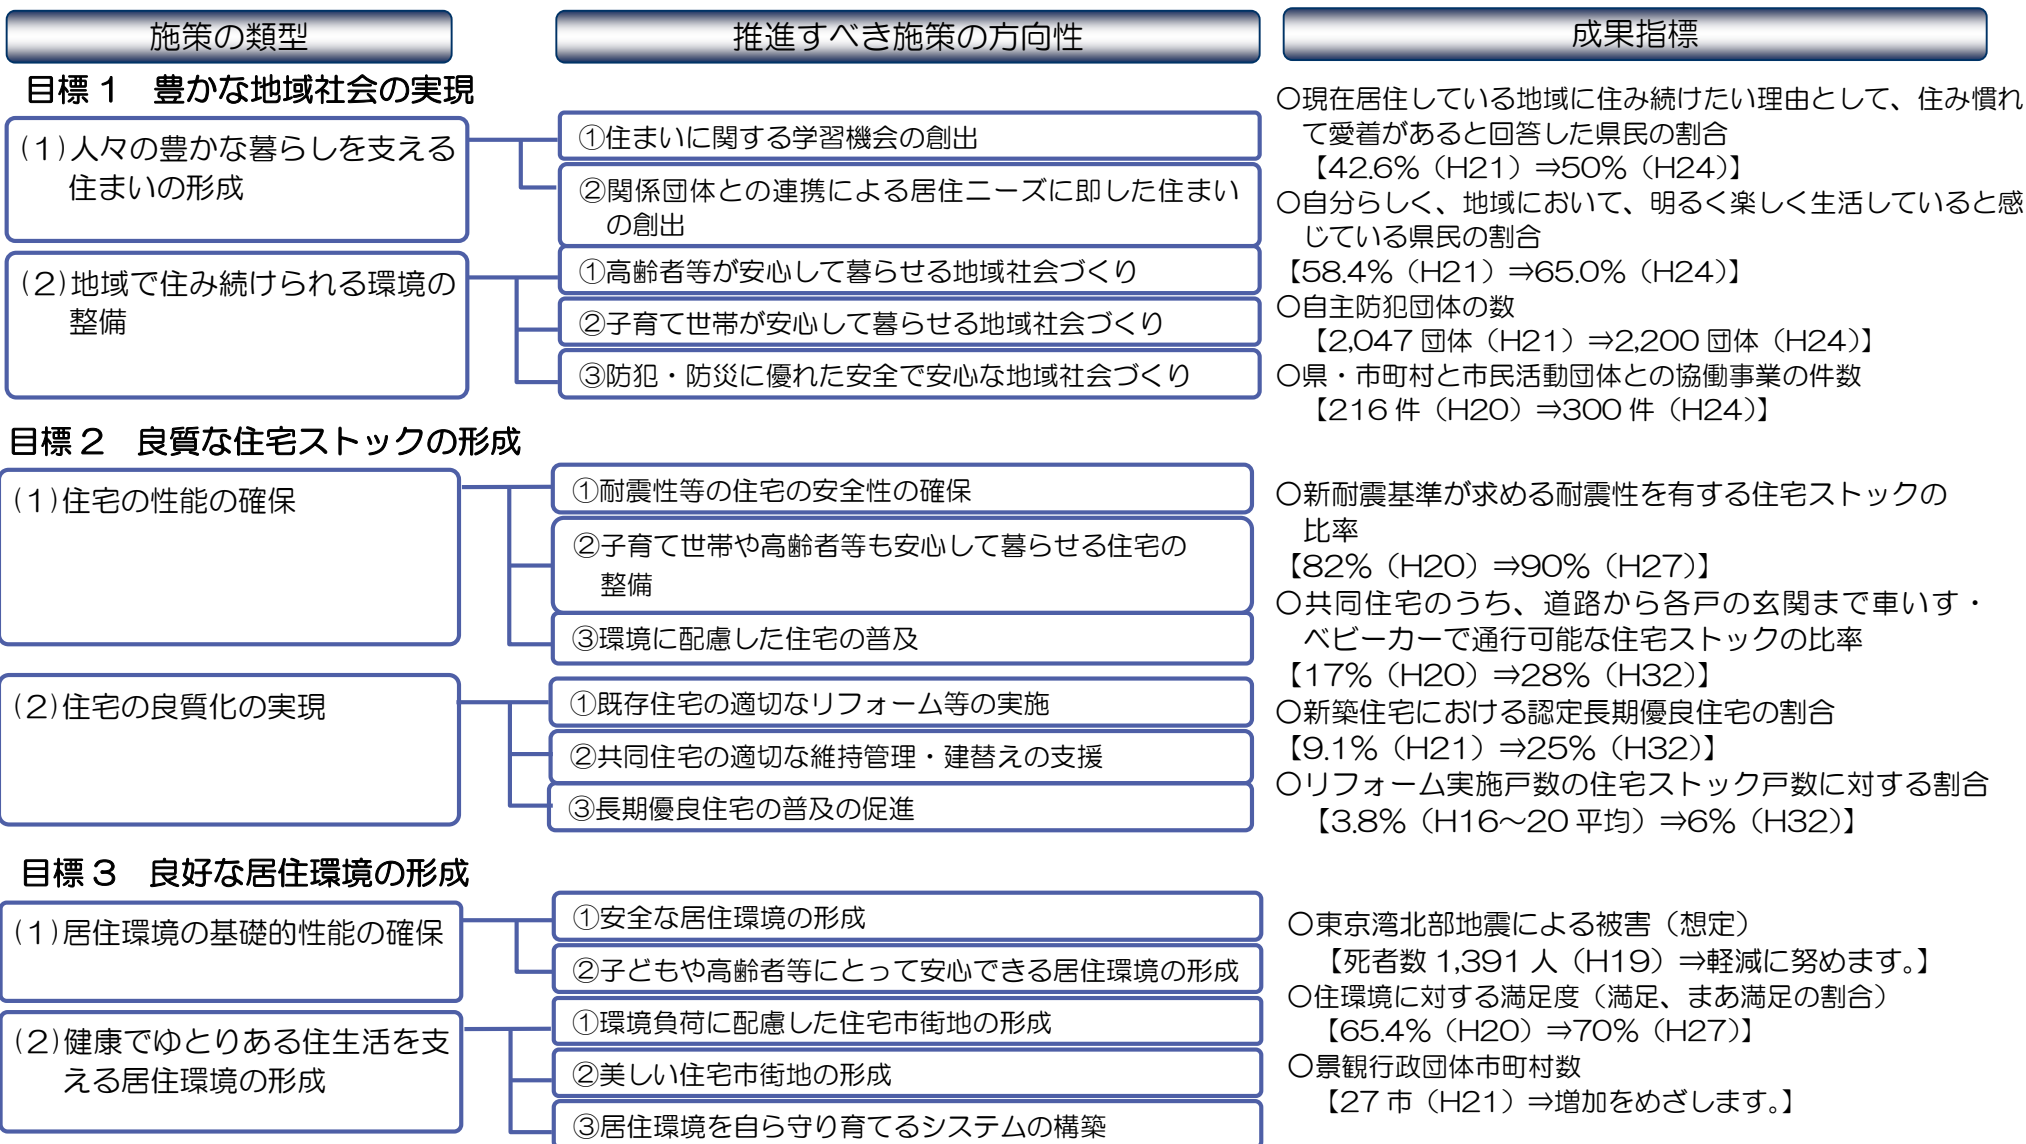 施策の類型
推進すべき施策の方向性
成果指標
目標１　豊かな地域社会の実現
(１)人々の豊かな暮らしを支える
住まいの形成
①住まいに関する学習機会の創出
②関係団体との連携による居住ニーズに即した住まい
の創出
(２)地域で住み続けられる環境の
整備
①高齢者等が安心して暮らせる地域社会づくり
②子育て世帯が安心して暮らせる地域社会づくり
③防犯・防災に優れた安全で安心な地域社会づくり
○現在居住している地域に住み続けたい理由として、住み慣れ
て愛着があると回答した県民の割合
【42.6%（H21）⇒50%（H24）】
○自分らしく、地域において、明るく楽しく生活していると感
じている県民の割合
【58.4%（H21）⇒65.0%（H24）】
○自主防犯団体の数
【2,047 団体（H21）⇒2,200 団体（H24）】
○県・市町村と市民活動団体との協働事業の件数
【216 件（H20）⇒300 件（H24）】
目標２　良質な住宅ストックの形成
(１)住宅の性能の確保
①耐震性等の住宅の安全性の確保
②子育て世帯や高齢者等も安心して暮らせる住宅の
整備
③環境に配慮した住宅の普及
(２)住宅の良質化の実現
①既存住宅の適切なリフォーム等の実施
②共同住宅の適切な維持管理・建替えの支援
③長期優良住宅の普及の促進
○新耐震基準が求める耐震性を有する住宅ストックの
比率
【82%（H20）⇒90%（H27）】
○共同住宅のうち、道路から各戸の玄関まで車いす・
ベビーカーで通行可能な住宅ストックの比率
【17%（H20）⇒28%（H32）】
○新築住宅における認定長期優良住宅の割合
【9.1%（H21）⇒25%（H32）】
○リフォーム実施戸数の住宅ストック戸数に対する割合
【3.8%（H16～20 平均）⇒6%（H32）】
目標３　良好な居住環境の形成
(１)居住環境の基礎的性能の確保
①安全な居住環境の形成
②子どもや高齢者等にとって安心できる居住環境の形成
(２)健康でゆとりある住生活を支
える居住環境の形成
①環境負荷に配慮した住宅市街地の形成
②美しい住宅市街地の形成
③居住環境を自ら守り育てるシステムの構築
○東京湾北部地震による被害（想定）
【死者数 1,391 人（H19）⇒軽減に努めます。】
○住環境に対する満足度（満足、まあ満足の割合）
【65.4%（H20）⇒70%（H27）】
○景観行政団体市町村数
【27 市（H21）⇒増加をめざします。】